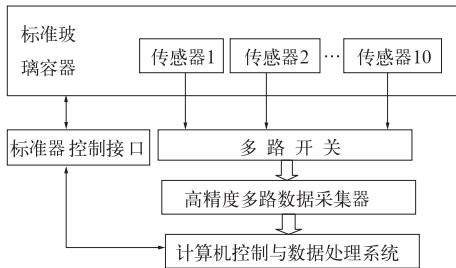 标准玻
璃容器
传感器1
传感器2
…
传感器10
标准器控制接口
多路开关
高精度多路数据采集器
计算机控制与数据处理系统